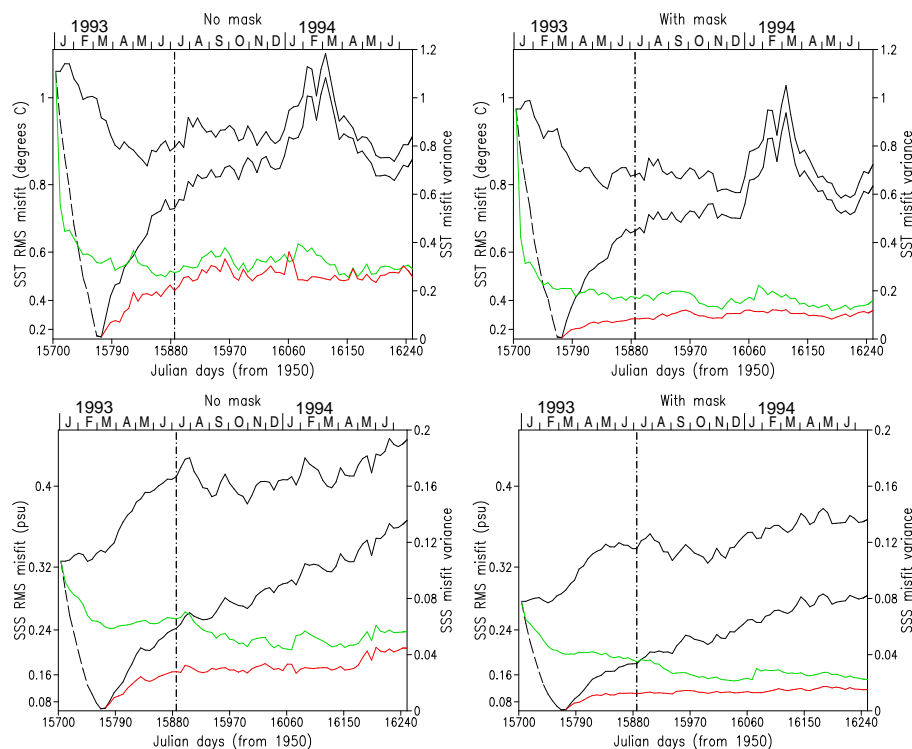 No mask
1993 1994
J F M A M J J A S O N D J F M A M J
SST RMS misfit (degrees C)
1
0.8
0.6
0.4
0.2
SST misfit variance
1.2
1
0.8
0.6
0.4
0.2
0
15700 15790 15880 15970 16060 16150 16240
Julian days (from 1950)
With mask
1993 1994
J F M A M J J A S O N D J F M A M J
SST RMS misfit (degrees C)
1
0.8
0.6
0.4
0.2
SST misfit variance
1.2
1
0.8
0.6
0.4
0.2
0
15700 15790 15880 15970 16060 16150 16240
Julian days (from 1950)
No mask
1993 1994
J F M A M J J A S O N D J F M A M J
SSS RMS misfit (psu)
0.4
0.32
0.24
0.16
0.08
SSS misfit variance
0.2
0.16
0.12
0.08
0.04
0
15700 15790 15880 15970 16060 16150 16240
Julian days (from 1950)
With mask
1993 1994
J F M A M J J A S O N D J F M A M J
SSS RMS misfit (psu)
0.4
0.32
0.24
0.16
0.08
SSS misfit variance
0.2
0.16
0.12
0.08
0.04
0
15700 15790 15880 15970 16060 16150 16240
Julian days (from 1950)